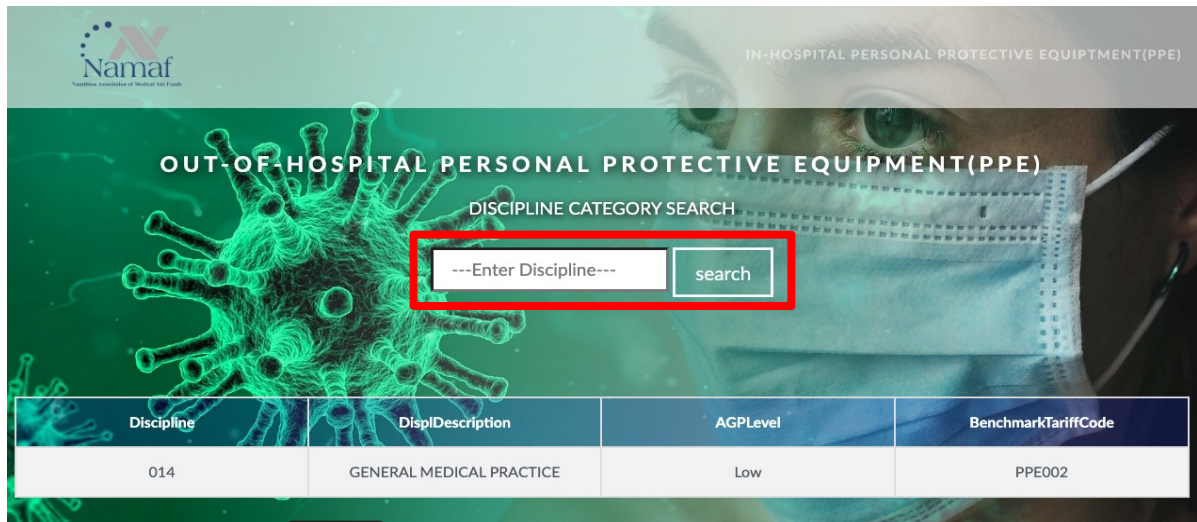 Namaf
Namibian Association of Medical Aid Funds
IN-HOSPITAL PERSONAL PROTECTIVE EQUIPTMENT(PPE)
OUT-OF-HOSPITAL PERSONAL PROTECTIVE EQUIPMENT(PPE)
DISCIPLINE CATEGORY SEARCH
---Enter Discipline--- search
Discipline DisplDescription AGPLevel BenchmarkTariffCode
014 GENERAL MEDICAL PRACTICE Low PPE002